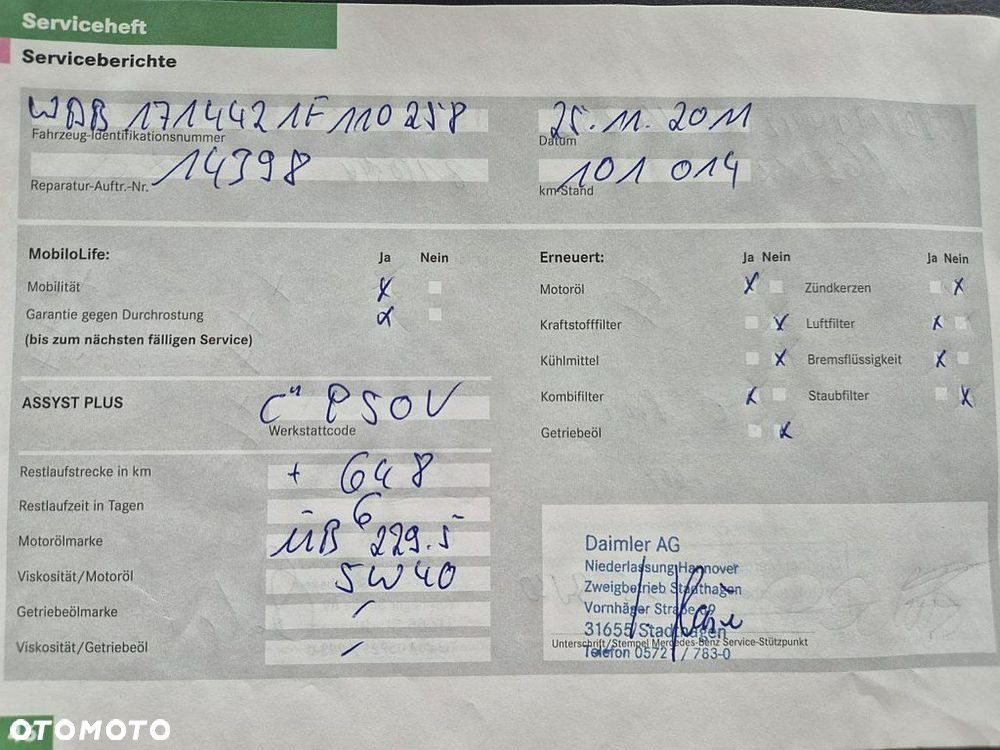 Serviceheft
Serviceberichte
WDB 171442 1F 110258
Fahrzeug-Identifikationsnummer
25.11.2011
Datum
14398
Reparatur-Auftr.-Nr.
101 014
km-Stand
MobiloLife: Ja Nein
Mobilität X
Garantie gegen Durchrostung X
(bis zum nächsten fälligen Service)
Erneuert: Ja Nein Ja Nein
Motoröl X Zündkerzen X
Kraftstofffilter X Luftfilter X
Kühlmittel X Bremsflüssigkeit X
Kombifilter X Staubfilter X
Getriebeöl X
ASSYST PLUS
Werkstattcode
Restlaufstrecke in km + 648
Restlaufzeit in Tagen 6
Motorölmarke MB 229.5
Viskosität/Motoröl 5W40
Getriebeölmarke /
Viskosität/Getriebeöl /
Daimler AG
Niederlassung Hannover
Zweigbetrieb Stadthagen
Vornhäger Straße
31655 Stadthagen
Unterschrift/Stempel Mercedes-Benz Service-Stützpunkt
Telefon 0572 / 783-0
OTOMOTO